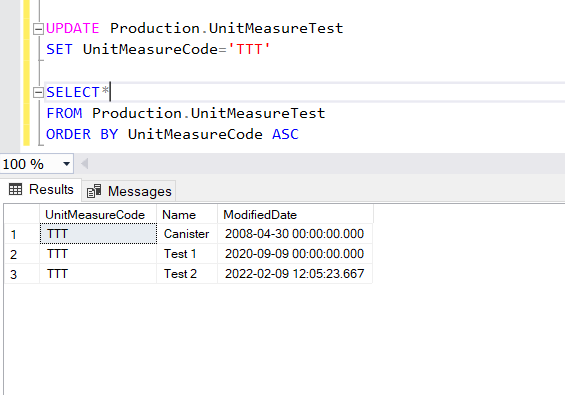 UPDATE Production.UnitMeasureTest
SET UnitMeasureCode='TTT'
SELECT*
FROM Production.UnitMeasureTest
ORDER BY UnitMeasureCode ASC
100 %
Results Messages
UnitMeasureCode Name ModifiedDate
1 TTT Canister 2008-04-30 00:00:00.000
2 TTT Test 1 2020-09-09 00:00:00.000
3 TTT Test 2 2022-02-09 12:05:23.667